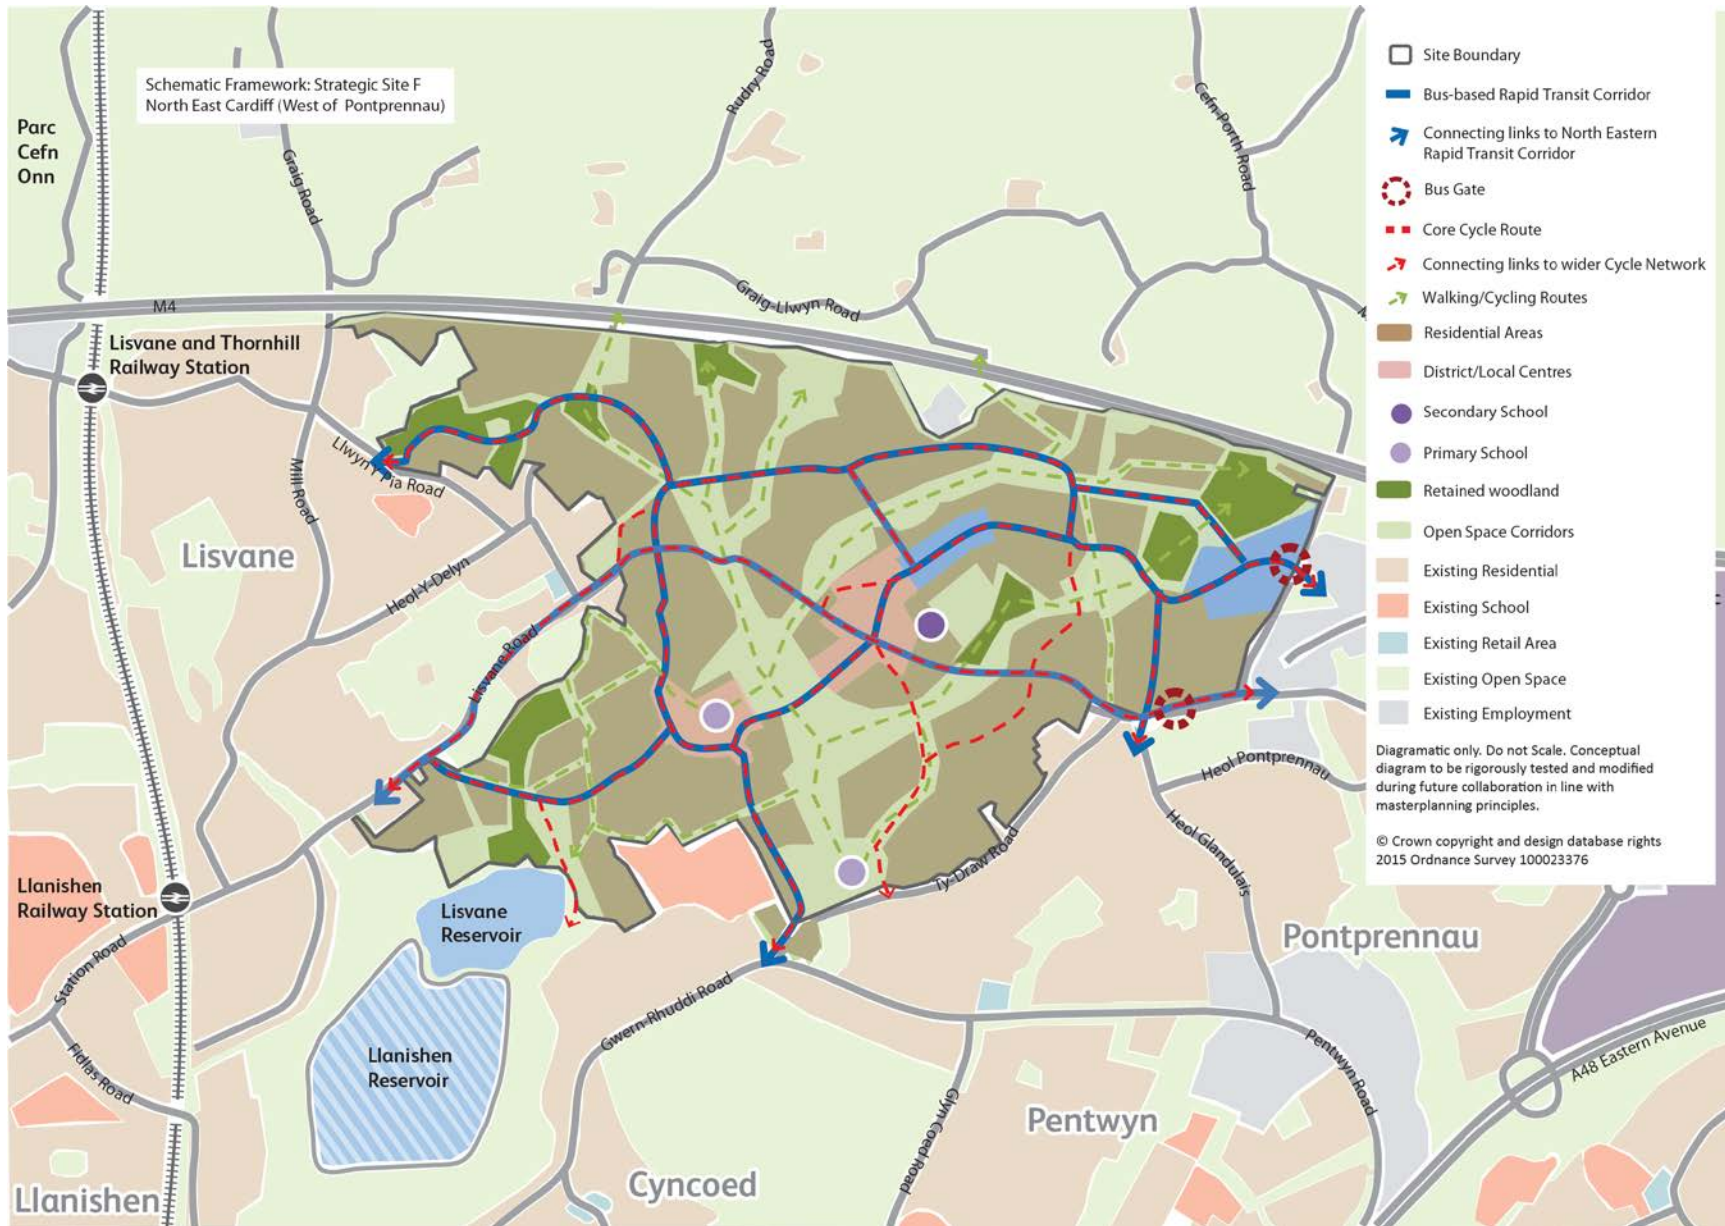 Schematic Framework: Strategic Site F
North East Cardiff (West of Pontprennau)
Parc
Cefn
Onn
Graig Road
Rudry Road
Cefn-Porth Road
M4
Graig-Llwyn Road
Lisvane and Thornhill
Railway Station
Llwyn Y Pia Road
Mill Road
Lisvane
Heol-Y-Delyn
Lisvane Road
Llanishen
Railway Station
Station Road
Fidlas Road
Lisvane
Reservoir
Llanishen
Reservoir
Llanishen
Gwern-Rhuddi Road
Ty-Draw Road
Heol Pontprennau
Heol Glandulais
Pontprennau
Pentwyn Road
A48 Eastern Avenue
Glyn Coed Road
Pentwyn
Cyncoed
Site Boundary
Bus-based Rapid Transit Corridor
Connecting links to North Eastern
Rapid Transit Corridor
Bus Gate
Core Cycle Route
Connecting links to wider Cycle Network
Walking/Cycling Routes
Residential Areas
District/Local Centres
Secondary School
Primary School
Retained woodland
Open Space Corridors
Existing Residential
Existing School
Existing Retail Area
Existing Open Space
Existing Employment
Diagramatic only. Do not Scale. Conceptual
diagram to be rigorously tested and modified
during future collaboration in line with
masterplanning principles.
© Crown copyright and design database rights
2015 Ordnance Survey 100023376